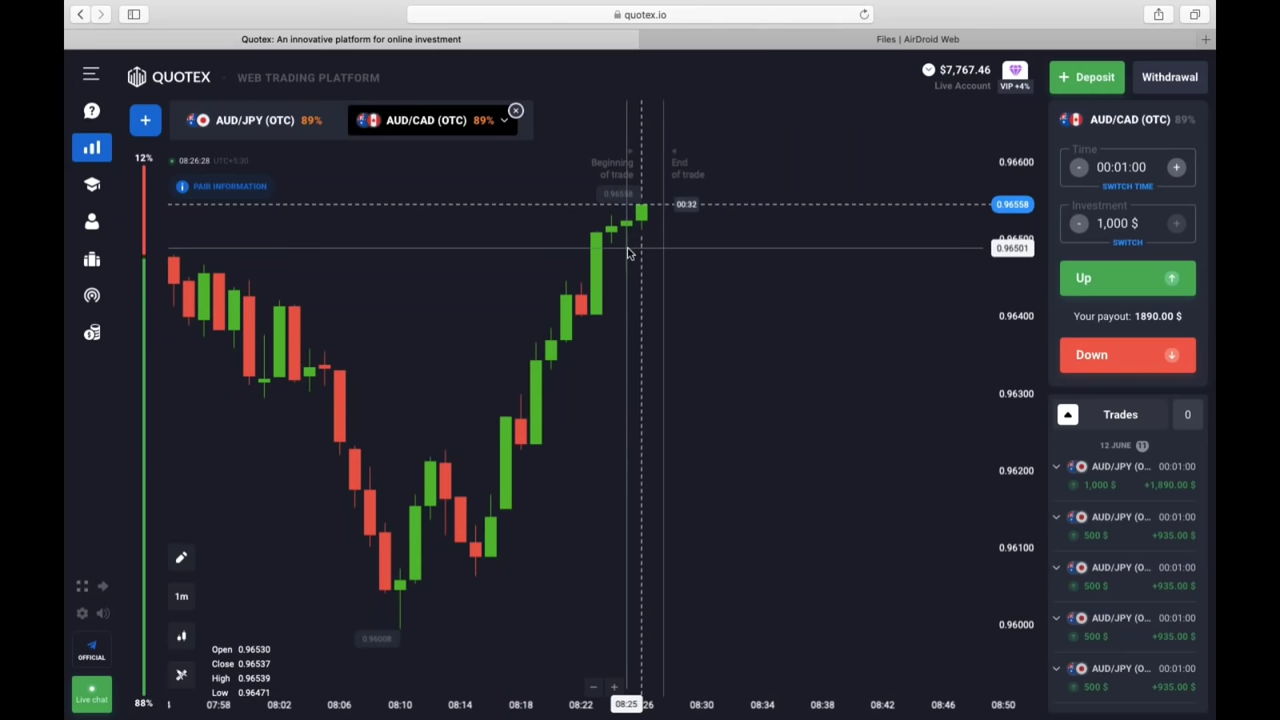 quotex.io
Quotex: An innovative platform for online investment
Files | AirDroid Web
QUOTEX
WEB TRADING PLATFORM
$7,767.46
Live Account
VIP +4%
+ Deposit
Withdrawal
+
AUD/JPY (OTC) 89%
AUD/CAD (OTC) 89%
AUD/CAD (OTC) 89%
12%
08:26:28 UTC+5:30
PAIR INFORMATION
Beginning
of trade
End
of trade
0.96558
00:32
0.96600
0.96558
0.96500
0.96501
0.96400
0.96300
0.96200
0.96100
0.96000
0.96008
Time
- 00:01:00 +
SWITCH TIME
Investment
- 1,000 $ +
SWITCH
Up
Your payout: 1890.00 $
Down
Trades 0
12 JUNE 11
AUD/JPY (O... 00:01:00
1,000 $ +1,890.00 $
AUD/JPY (O... 00:01:00
500 $ +935.00 $
AUD/JPY (O... 00:01:00
500 $ +935.00 $
AUD/JPY (O... 00:01:00
500 $ +935.00 $
AUD/JPY (O... 00:01:00
500 $ +935.00 $
1m
Open 0.96530
Close 0.96537
High 0.96539
Low 0.96471
OFFICIAL
Live chat
88%
4 07:58 08:02 08:06 08:10 08:14 08:18 08:22 08:25 26 08:30 08:34 08:38 08:42 08:46 08:50